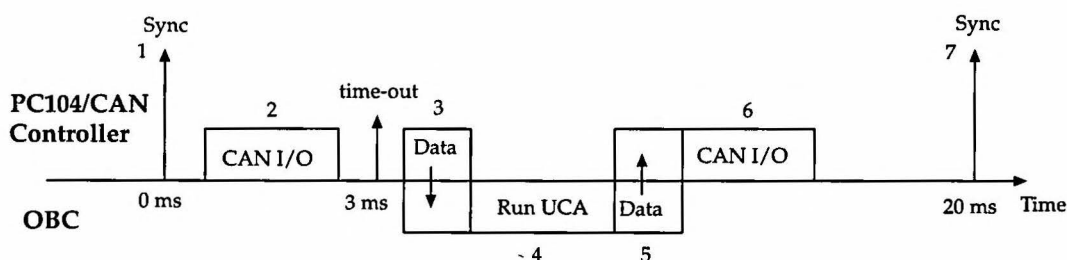 Sync
Sync
1
7
PC104/CAN
Controller
2
time-out
3
6
CAN I/O
Data
CAN I/O
0 ms
3 ms
Run UCA
Data
20 ms
Time
OBC
4
5